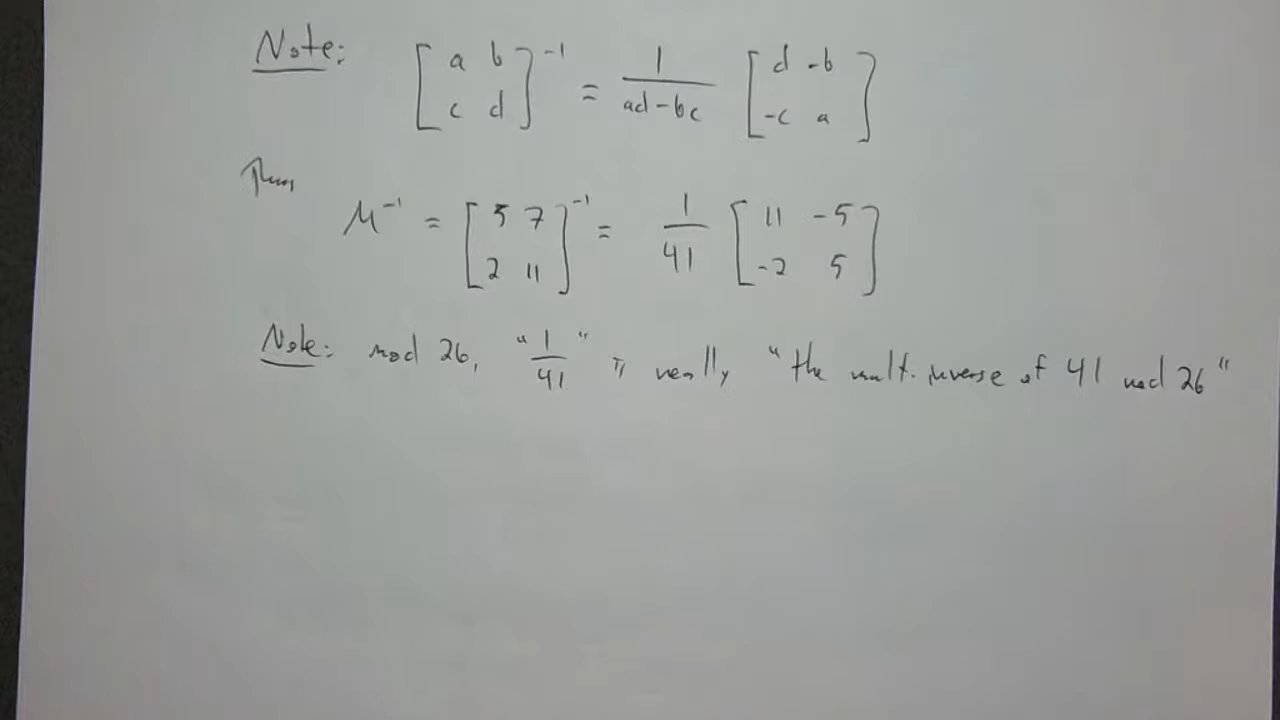 Note: [a b; c d]^-1 = 1/(ad-bc) [d -b; -c a]
Then
M^-1 = [5 7; 2 11]^-1 = 1/41 [11 -5; -2 5]
Note: mod 26, "1/41" is really "the mult. inverse of 41 mod 26"